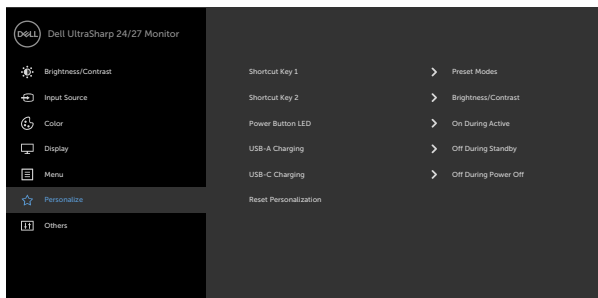 DELL Dell UltraSharp 24/27 Monitor
Brightness/Contrast
Input Source
Color
Display
Menu
Personalize
Others
Shortcut Key 1 Preset Modes
Shortcut Key 2 Brightness/Contrast
Power Button LED On During Active
USB-A Charging Off During Standby
USB-C Charging Off During Power Off
Reset Personalization